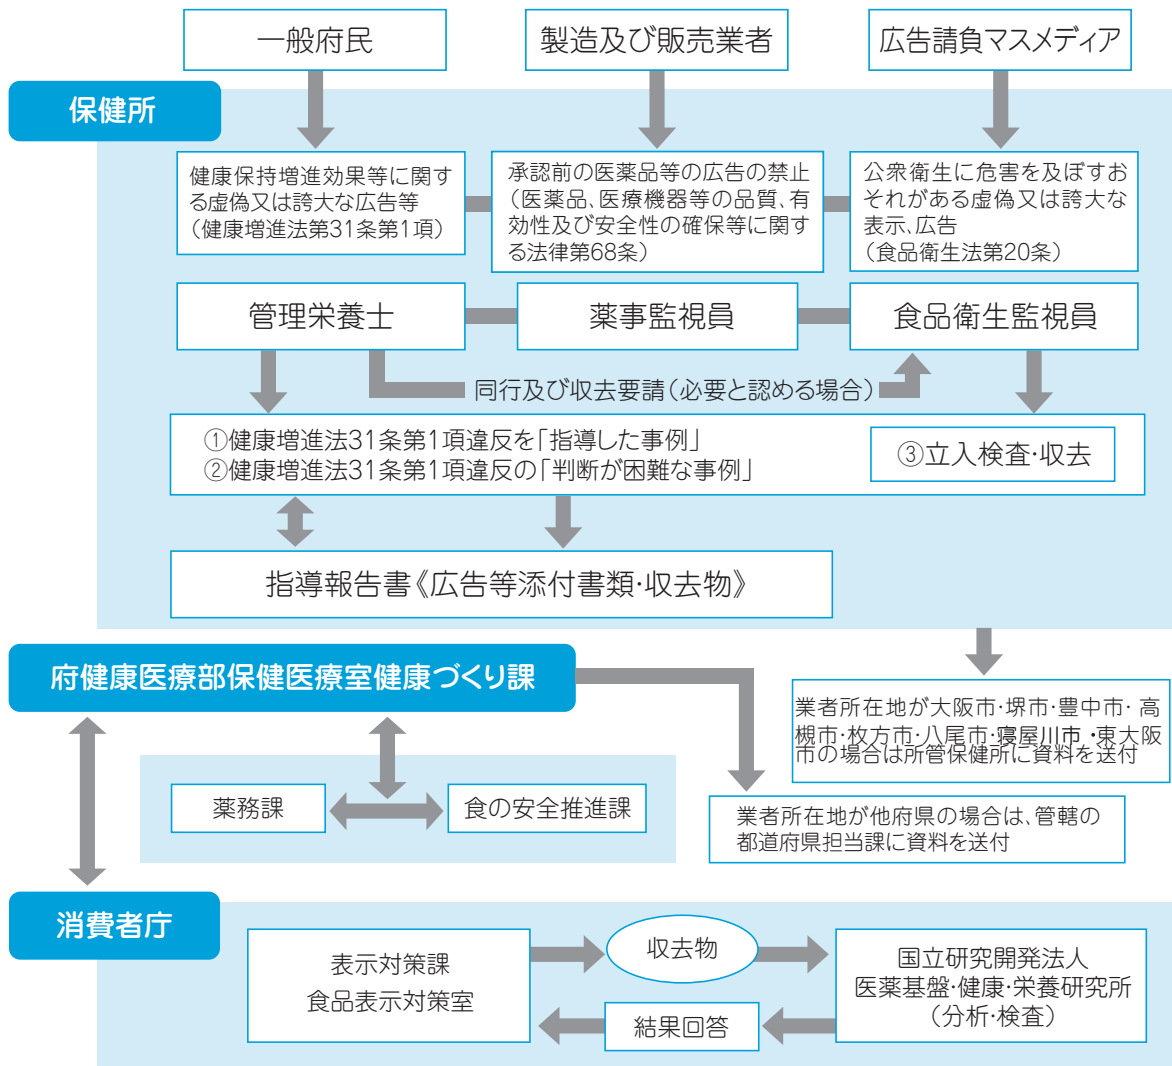 一般府民
製造及び販売業者
広告請負マスメディア
保健所
健康保持増進効果等に関す
る虚偽又は誇大な広告等
（健康増進法第31条第1項）
承認前の医薬品等の広告の禁止
（医薬品、医療機器等の品質、有
効性及び安全性の確保等に関す
る法律第68条）
公衆衛生に危害を及ぼすお
それがある虚偽又は誇大な
表示、広告
（食品衛生法第20条）
管理栄養士
薬事監視員
食品衛生監視員
同行及び収去要請（必要と認める場合）
①健康増進法31条第1項違反を「指導した事例」
②健康増進法31条第1項違反の「判断が困難な事例」
③立入検査・収去
指導報告書《広告等添付書類・収去物》
府健康医療部保健医療室健康づくり課
業者所在地が大阪市・堺市・豊中市・高
槻市・枚方市・八尾市・寝屋川市・東大阪
市の場合は所管保健所に資料を送付
薬務課
食の安全推進課
業者所在地が他府県の場合は、管轄の
都道府県担当課に資料を送付
消費者庁
表示対策課
食品表示対策室
収去物
結果回答
国立研究開発法人
医薬基盤・健康・栄養研究所
（分析・検査）